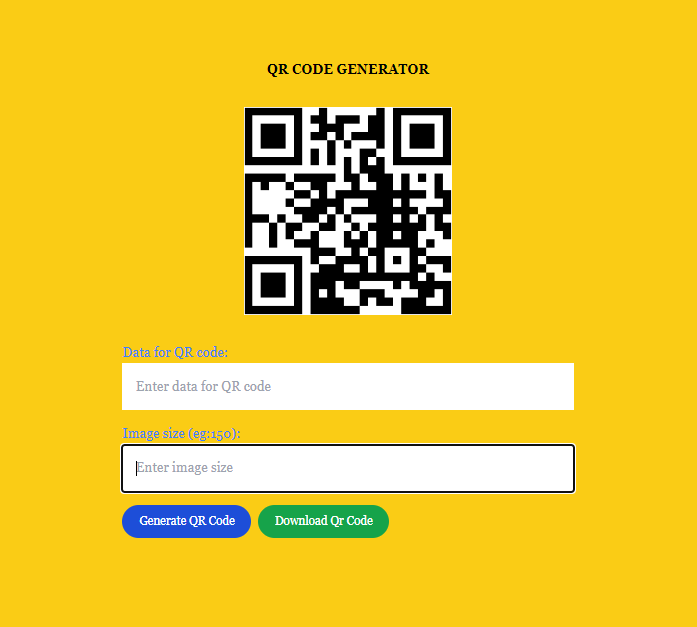 QR CODE GENERATOR
Data for QR code:
Enter data for QR code
Image size (eg:150):
Enter image size
Generate QR Code
Download Qr Code